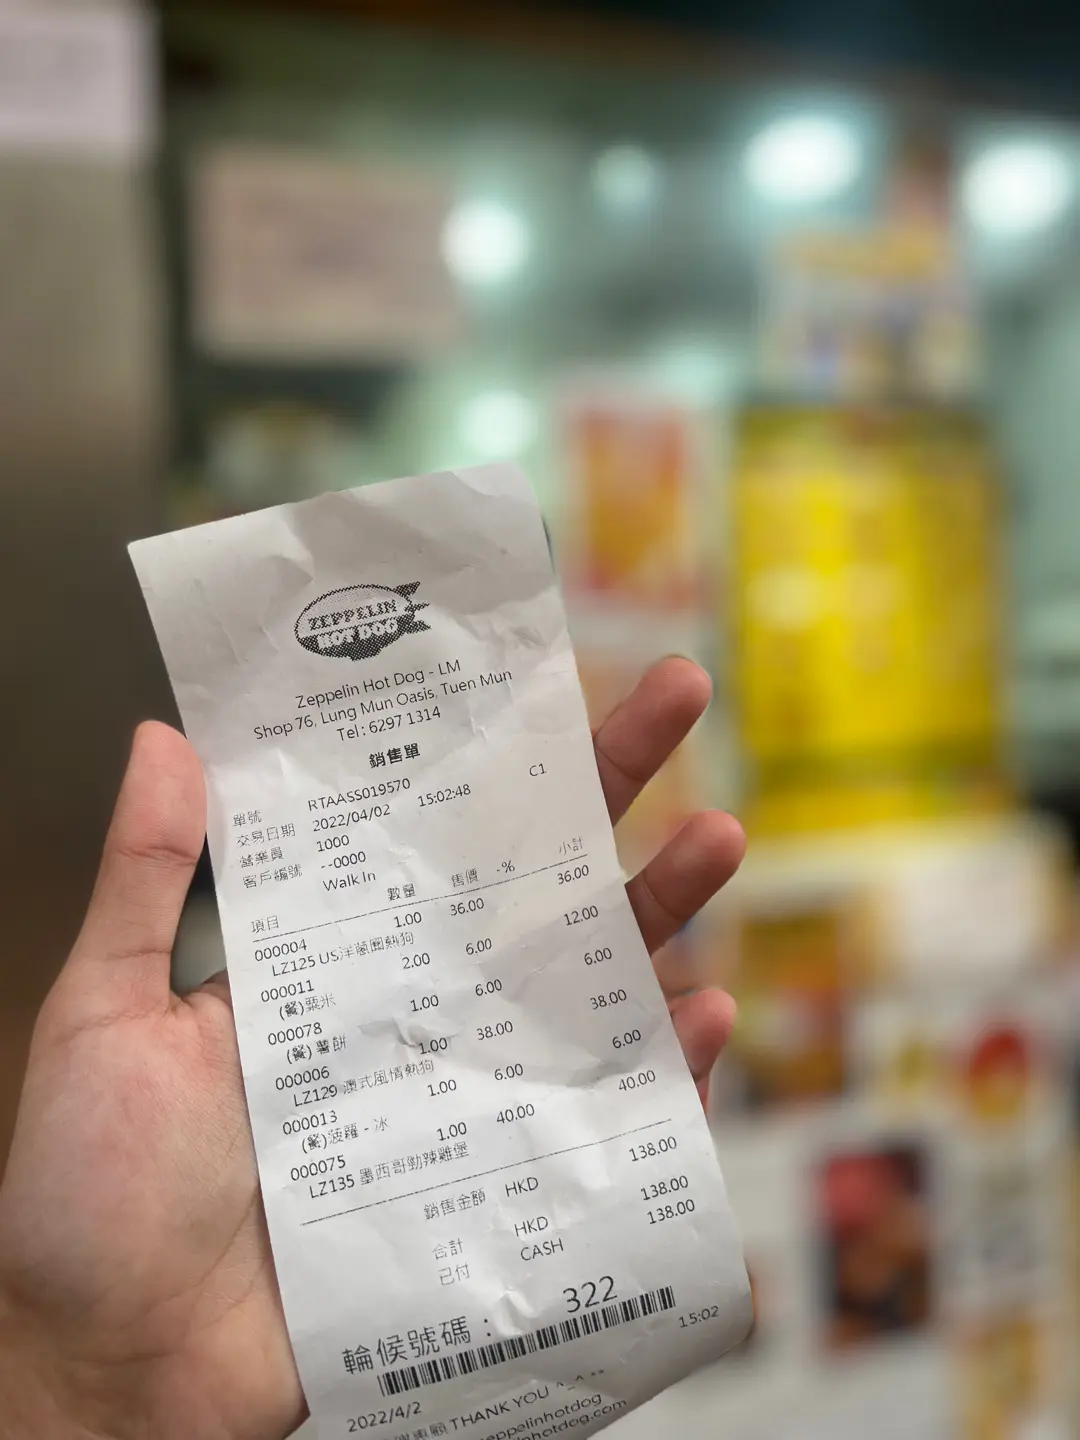 ZEPPELIN
HOT DOG
Zeppelin Hot Dog - LM
Shop 76, Lung Mun Oasis, Tuen Mun
Tel: 6297 1314
銷售單
單號 RTAASS019570 C1
交易日期 2022/04/02 15:02:48
營業員 1000
客戶編號 --0000
Walk In
項目 數量 售價 -% 小計
000004 1.00 36.00 36.00
LZ125 US洋蔥圈熱狗
000011 2.00 6.00 12.00
(餐)粟米
000078 1.00 6.00 6.00
(餐)薯餅
000006 1.00 38.00 38.00
LZ129 澳式風情熱狗
000013 1.00 6.00 6.00
(餐)菠蘿 - 冰
000075 1.00 40.00 40.00
LZ135 墨西哥勁辣雞堡
銷售金額 HKD 138.00
合計 HKD 138.00
已付 CASH 138.00
輪候號碼 : 322
2022/4/2 15:02
惠顧 THANK YOU ^_^
eppelinhotdog
nhotdog.com